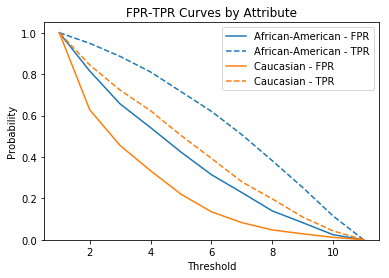 FPR-TPR Curves by Attribute
African-American - FPR
African-American - TPR
Caucasian - FPR
Caucasian - TPR
Probability
1.0
0.8
0.6
0.4
0.2
0.0
2
4
6
8
10
Threshold